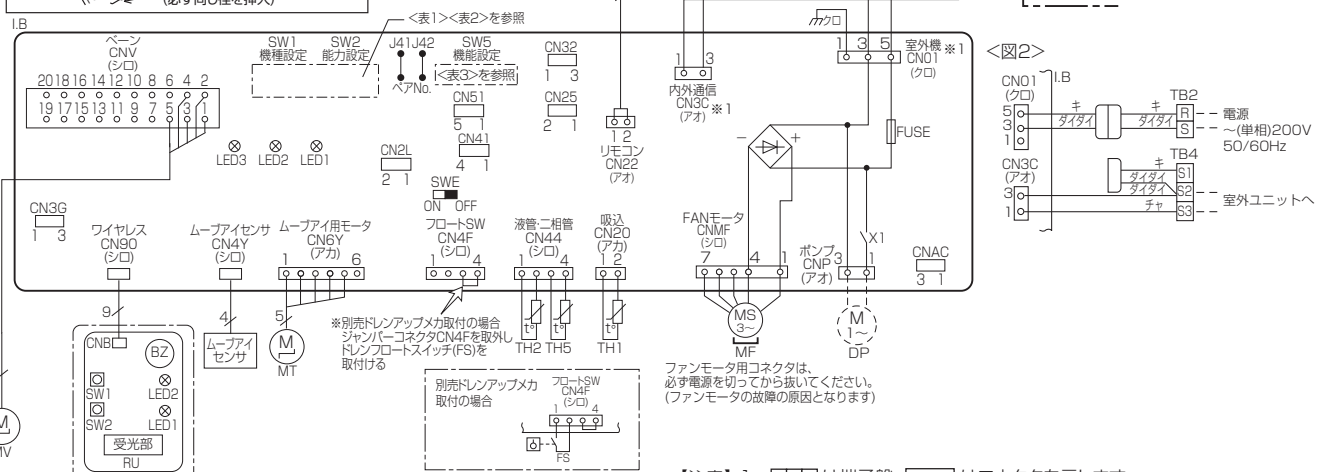 (必ず同じ径を挿入)
I.B
<表1><表2>を参照
クロ
ベーン
CNV
(シロ)
20 18 16 14 12 10 8 6 4 2
19 17 15 13 11 9 7 5 3 1
SW1
機種設定
SW2
能力設定
J41 J42
ペアNo.
SW5
機能設定
<表3>を参照
CN32
1 3
CN51
5 1
CN25
2 1
CN41
4 1
CN2L
2 1
SWE
ON OFF
LED3 LED2 LED1
1 2
リモコン
CN22
(アオ)
1 3
内外通信
CN3C
(アオ) ※1
1 3 5
室外機 ※1
CN01
(クロ)
FUSE
− +
CN3G
1 3
ワイヤレス
CN90
(シロ)
ムーブアイセンサ
CN4Y
(シロ)
ムーブアイ用モータ
CN6Y
(アカ)
1 6
フロートSW
CN4F
(シロ)
1 4
液管・二相管
CN44
(シロ)
1 4
吸込
CN20
(アカ)
1 2
FANモータ
CNMF
(シロ)
7 4 1
ポンプ
CNP
(アオ)
3 1
X1
CNAC
3 1
9
4
5
CNB
BZ
SW1
SW2
LED2
LED1
受光部
RU
ムーブアイ
センサ
M
MT
M
MV
※別売ドレンアップメカ取付の場合
ジャンパーコネクタCN4Fを取外し
ドレンフロートスイッチ(FS)を
取付ける
t° t° t°
TH2 TH5 TH1
MS
3〜
MF
M
1〜
DP
ファンモータ用コネクタは、
必ず電源を切ってから抜いてください。
(ファンモータの故障の原因となります)
別売ドレンアップメカ
取付の場合
フロートSW
CN4F
(シロ)
1 4
FS
<図2>
CN01
(クロ)
I.B
5
3
1
キ
ダイダイ
キ
ダイダイ
TB2
R
S
電源
〜(単相)200V
50/60Hz
CN3C
(アオ)
3
1
キ
ダイダイ
ダイダイ
チャ
TB4
S1
S2
S3
室外ユニットへ